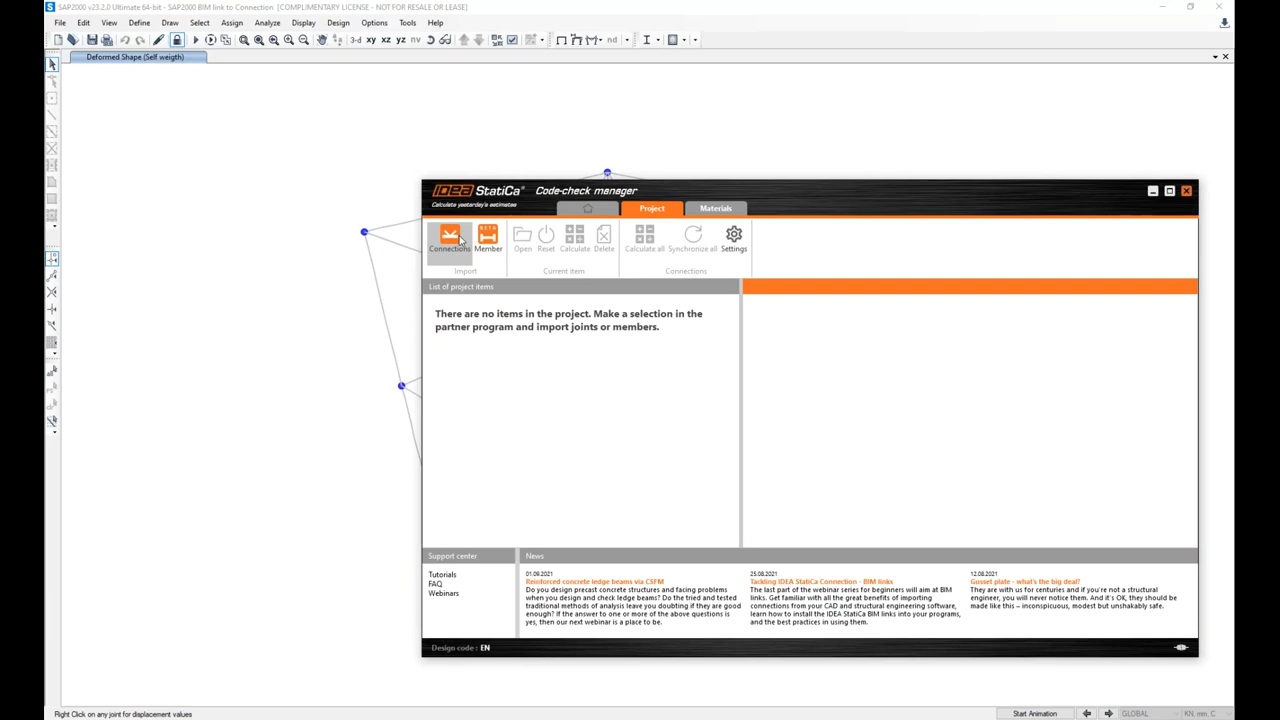 SAP2000 v23.2.0 Ultimate 64-bit - SAP2000 BIM link to Connection [COMPLIMENTARY LICENSE - NOT FOR RESALE OR LEASE]
File Edit View Define Draw Select Assign Analyze Display Design Options Tools Help
3-d xy xz yz nv nd
Deformed Shape (Self weigth)
IDEA StatiCa® Code-check manager
Calculate yesterday's estimates
Project Materials
Connections Member Open Reset Calculate Delete Calculate all Synchronize all Settings
BETA
Import Current item Connections
List of project items
There are no items in the project. Make a selection in the
partner program and import joints or members.
Support center
Tutorials
FAQ
Webinars
News
01.09.2021
Reinforced concrete ledge beams via CSFM
Do you design precast concrete structures and facing problems
when you design and check ledge beams? Do the tried and tested
traditional methods of analysis leave you doubting if they are good
enough? If the answer to one or more of the above questions is
yes, then our next webinar is a place to be.
25.08.2021
Tackling IDEA StatiCa Connection - BIM links
The last part of the webinar series for beginners will aim at BIM
links. Get familiar with all the great benefits of importing
connections from your CAD and structural engineering software,
learn how to install the IDEA StatiCa BIM links into your programs,
and the best practices in using them.
12.08.2021
Gusset plate - what's the big deal?
They are with us for centuries and if you're not a structural
engineer, you will never notice them. And it's OK, they should be
made like this – inconspicuous, modest but unshakably safe.
Design code : EN
Right Click on any joint for displacement values
Start Animation GLOBAL KN, mm, C